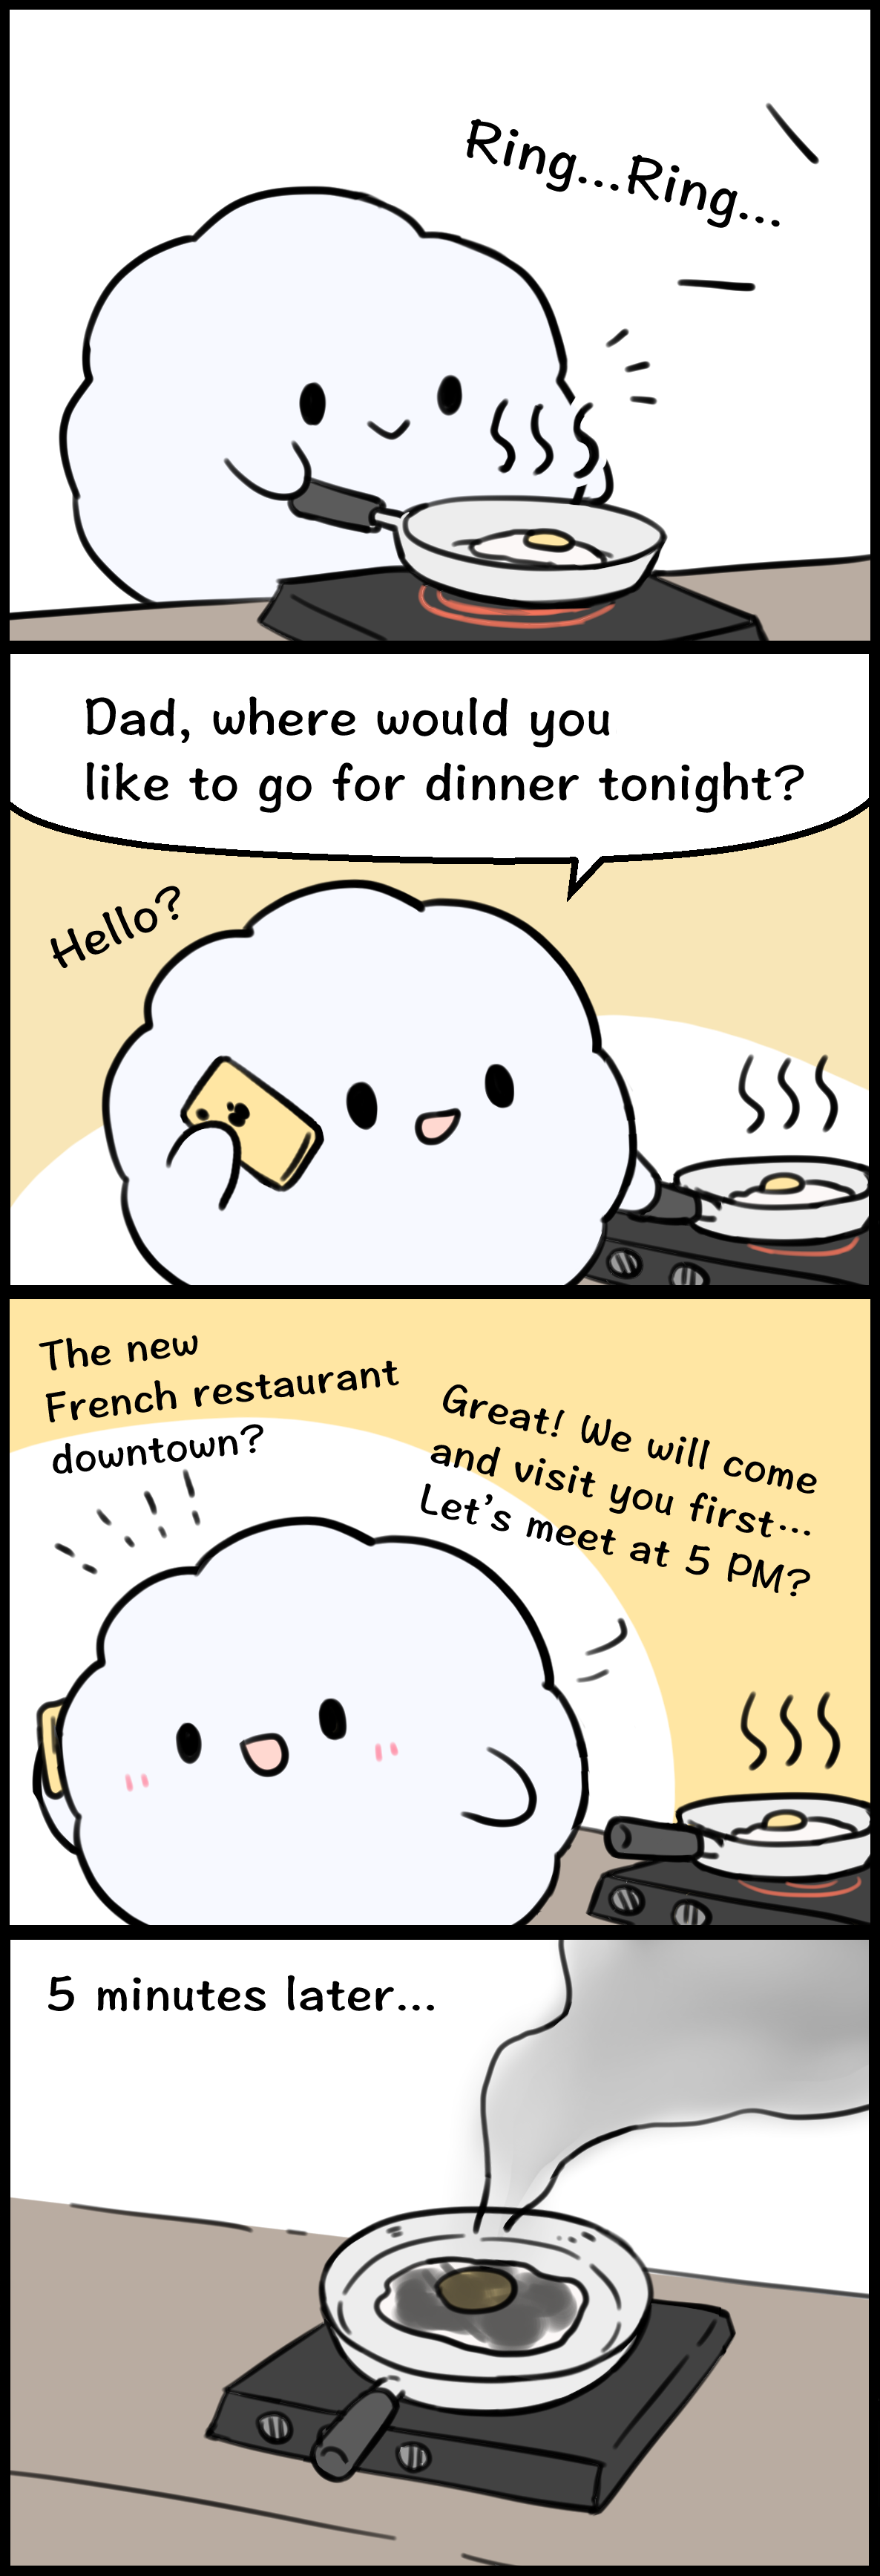 Ring...Ring...
Dad, where would you
like to go for dinner tonight?
Hello?
The new
French restaurant
downtown?
Great! We will come
and visit you first...
Let's meet at 5 PM?
5 minutes later...